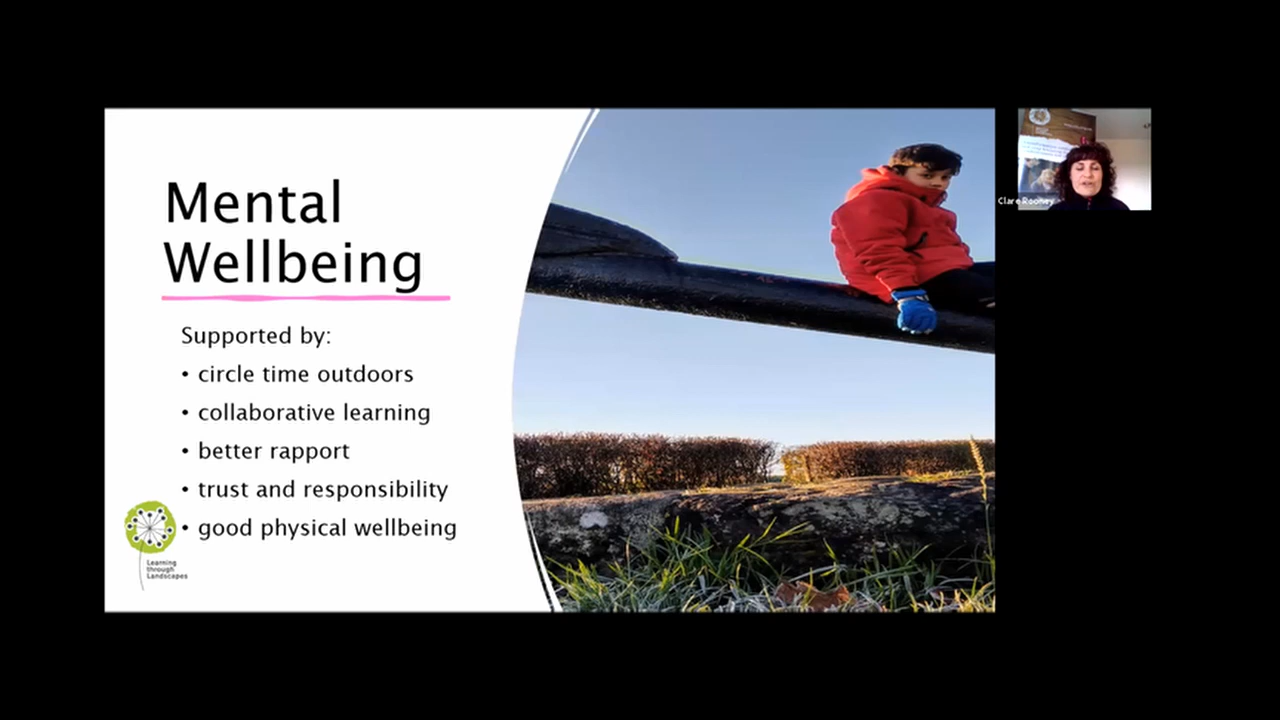 Mental
Wellbeing
Supported by:
• circle time outdoors
• collaborative learning
• better rapport
• trust and responsibility
• good physical wellbeing
Learning
through
Landscapes
Clare Rooney